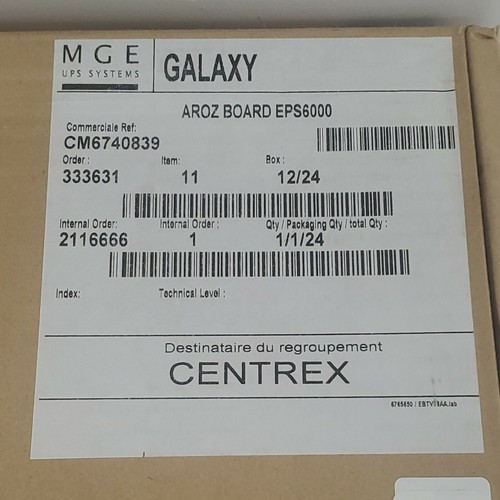 MGE
UPS SYSTEMS
GALAXY
AROZ BOARD EPS6000
Commerciale Ref:
CM6740839
Order : Item: Box :
333631 11 12/24
Internal Order: Internal Order : Qty / Packaging Qty / total Qty :
2116666 1 1/1/24
Index: Technical Level :
Destinataire du regroupement
CENTREX